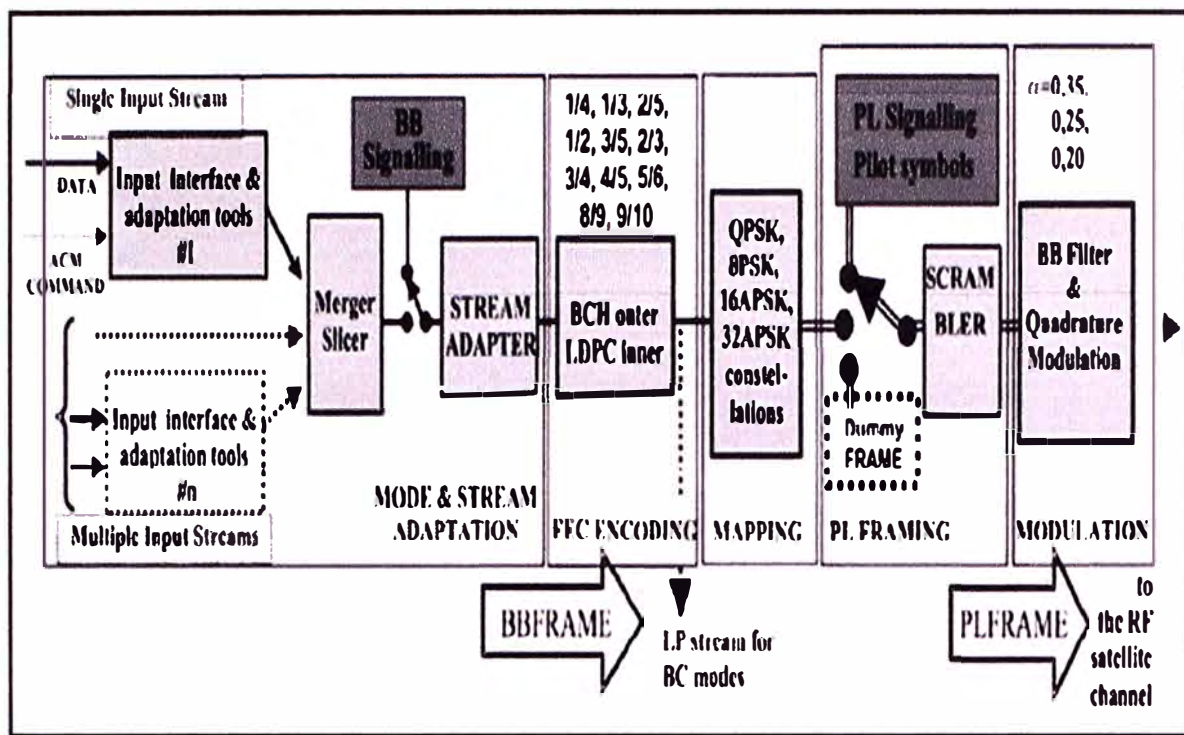 Single Input Stream
DATA
ACM
COMMAND
Input Interface &
adaptation tools
#1
Input interface &
adaptation tools
#n
Multiple Input Streams
Merger
Slicer
BB
Signalling
STREAM
ADAPTER
MODE & STREAM
ADAPTATION
1/4, 1/3, 2/5,
1/2, 3/5, 2/3,
3/4, 4/5, 5/6,
8/9, 9/10
BCH outer
LDPC inner
FEC ENCODING
QPSK,
8PSK,
16APSK,
32APSK
constel-
lations
MAPPING
PL Signalling
Pilot symbols
SCRAM
BLER
Dummy
FRAME
PL FRAMING
α=0,35,
0,25,
0,20
BB Filter
&
Quadrature
Modulation
MODULATION
BBFRAME
LP stream for
BC modes
PLFRAME
to
the RF
satellite
channel